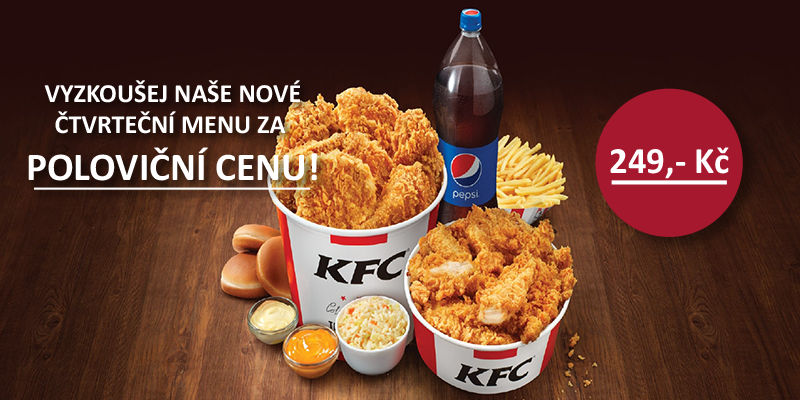 VYZKOUŠEJ NAŠE NOVÉ
ČTVRTEČNÍ MENU ZA
POLOVIČNÍ CENU!
249,- Kč
pepsi
KFC
KFC